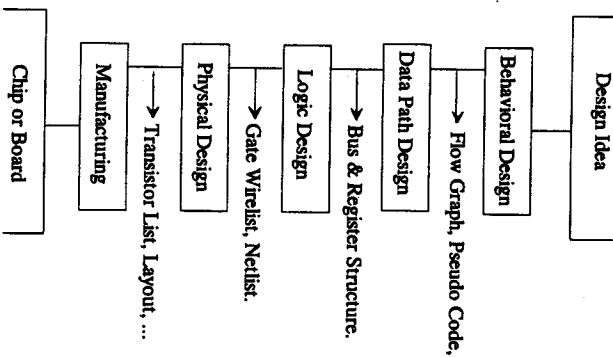 Design Idea
Behavioral Design
Flow Graph, Pseudo Code,
Data Path Design
Bus & Register Structure.
Logic Design
Gate Wirelist, Netlist.
Physical Design
Transistor List, Layout, ...
Manufacturing
Chip or Board